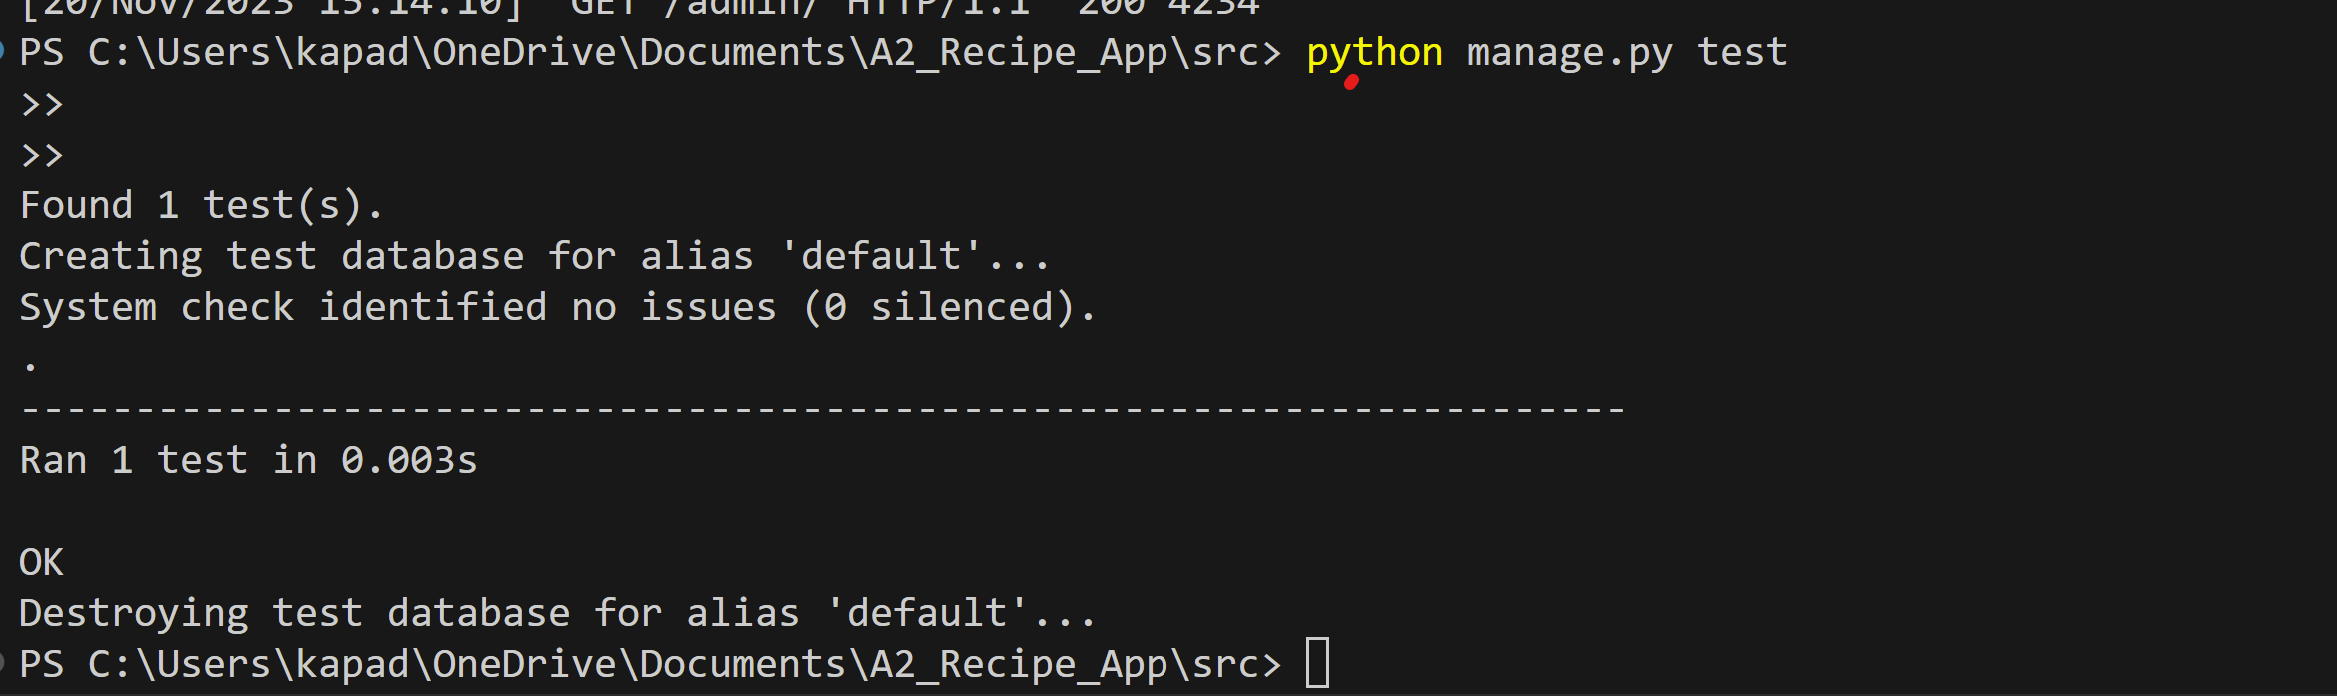 [20/Nov/2023 15:14:10] "GET /admin/ HTTP/1.1" 200 4234
PS C:\Users\kapad\OneDrive\Documents\A2_Recipe_App\src> python manage.py test
>>
>>
Found 1 test(s).
Creating test database for alias 'default'...
System check identified no issues (0 silenced).
.
----------------------------------------------------------------------
Ran 1 test in 0.003s
OK
Destroying test database for alias 'default'...
PS C:\Users\kapad\OneDrive\Documents\A2_Recipe_App\src>